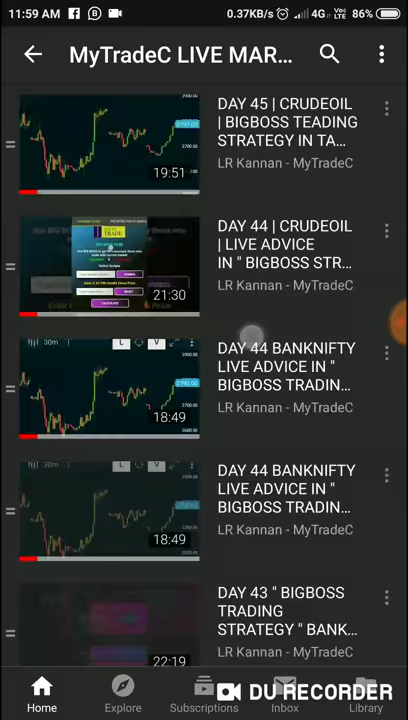 11:59 AM
0.37KB/s
4G
Vo) LTE
86%
MyTradeC LIVE MAR...
19:51
DAY 45 | CRUDEOIL
| BIGBOSS TEADING
STRATEGY IN TA...
LR Kannan - MyTradeC
21:30
DAY 44 | CRUDEOIL
| LIVE ADVICE
IN " BIGBOSS STR...
LR Kannan - MyTradeC
30m
L
V
18:49
DAY 44 BANKNIFTY
LIVE ADVICE IN "
BIGBOSS TRADIN...
LR Kannan - MyTradeC
30m
L
V
18:49
DAY 44 BANKNIFTY
LIVE ADVICE IN "
BIGBOSS TRADIN...
LR Kannan - MyTradeC
22:19
DAY 43 " BIGBOSS
TRADING
STRATEGY " BANK...
LR Kannan - MyTradeC
DU RECORDER
Home
Explore
Subscriptions
Inbox
Library